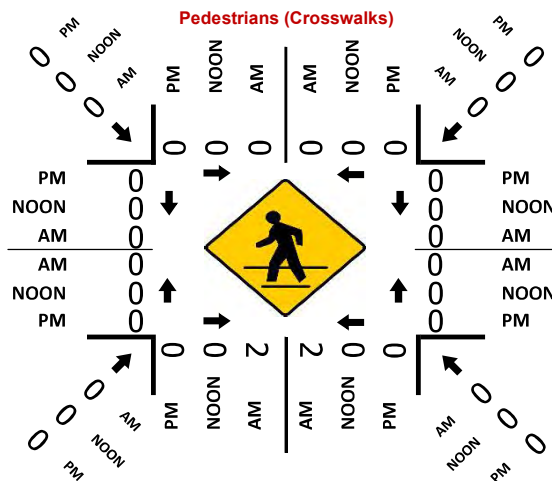 Pedestrians (Crosswalks)
0 PM 0 PM
0 NOON 0 NOON
0 AM 0 AM
PM NOON AM AM NOON PM
0 0 0 0 0 0
PM 0 0 PM
NOON 0 0 NOON
AM 0 0 AM
AM 0 0 AM
NOON 0 0 NOON
PM 0 0 PM
0 0 2 2 0 0
PM NOON AM AM NOON PM
0 AM AM 0
0 NOON NOON 0
0 PM PM 0